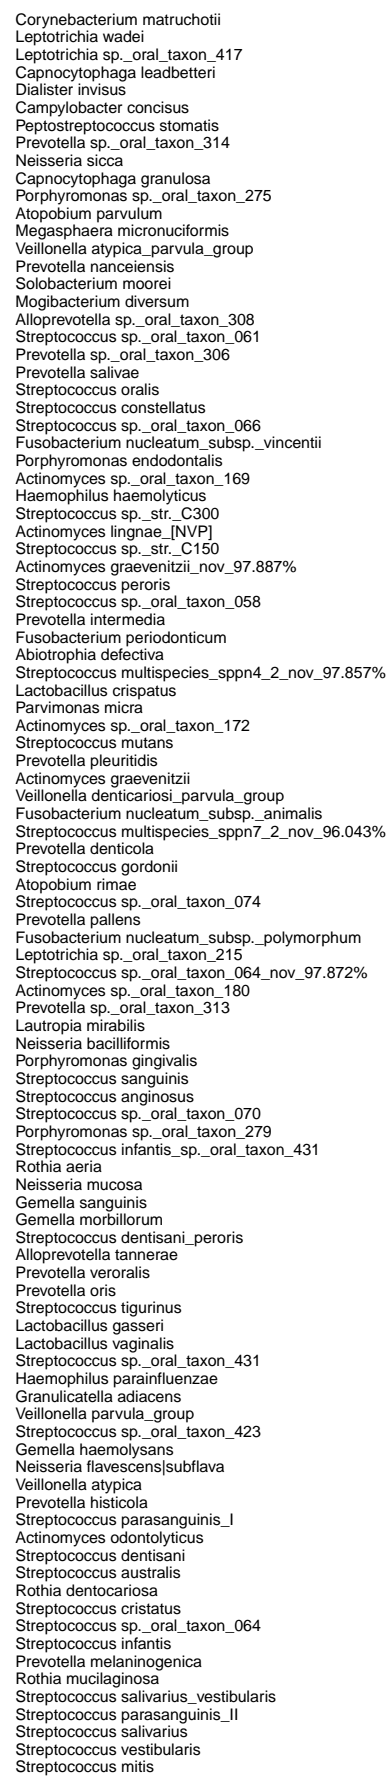 Corynebacterium matruchotii
Leptotrichia wadei
Leptotrichia sp._oral_taxon_417
Capnocytophaga leadbetteri
Dialister invisus
Campylobacter concisus
Peptostreptococcus stomatis
Prevotella sp._oral_taxon_314
Neisseria sicca
Capnocytophaga granulosa
Porphyromonas sp._oral_taxon_275
Atopobium parvulum
Megasphaera micronuciformis
Veillonella atypica_parvula_group
Prevotella nanceiensis
Solobacterium moorei
Mogibacterium diversum
Alloprevotella sp._oral_taxon_308
Streptococcus sp._oral_taxon_061
Prevotella sp._oral_taxon_306
Prevotella salivae
Streptococcus oralis
Streptococcus constellatus
Streptococcus sp._oral_taxon_066
Fusobacterium nucleatum_subsp._vincentii
Porphyromonas endodontalis
Actinomyces sp._oral_taxon_169
Haemophilus haemolyticus
Streptococcus sp._str._C300
Actinomyces lingnae_[NVP]
Streptococcus sp._str._C150
Actinomyces graevenitzii_nov_97.887%
Streptococcus peroris
Streptococcus sp._oral_taxon_058
Prevotella intermedia
Fusobacterium periodonticum
Abiotrophia defectiva
Streptococcus multispecies_sppn4_2_nov_97.857%
Lactobacillus crispatus
Parvimonas micra
Actinomyces sp._oral_taxon_172
Streptococcus mutans
Prevotella pleuritidis
Actinomyces graevenitzii
Veillonella denticariosi_parvula_group
Fusobacterium nucleatum_subsp._animalis
Streptococcus multispecies_sppn7_2_nov_96.043%
Prevotella denticola
Streptococcus gordonii
Atopobium rimae
Streptococcus sp._oral_taxon_074
Prevotella pallens
Fusobacterium nucleatum_subsp._polymorphum
Leptotrichia sp._oral_taxon_215
Streptococcus sp._oral_taxon_064_nov_97.872%
Actinomyces sp._oral_taxon_180
Prevotella sp._oral_taxon_313
Lautropia mirabilis
Neisseria bacilliformis
Porphyromonas gingivalis
Streptococcus sanguinis
Streptococcus anginosus
Streptococcus sp._oral_taxon_070
Porphyromonas sp._oral_taxon_279
Streptococcus infantis_sp._oral_taxon_431
Rothia aeria
Neisseria mucosa
Gemella sanguinis
Gemella morbillorum
Streptococcus dentisani_peroris
Alloprevotella tannerae
Prevotella veroralis
Prevotella oris
Streptococcus tigurinus
Lactobacillus gasseri
Lactobacillus vaginalis
Streptococcus sp._oral_taxon_431
Haemophilus parainfluenzae
Granulicatella adiacens
Veillonella parvula_group
Streptococcus sp._oral_taxon_423
Gemella haemolysans
Neisseria flavescens|subflava
Veillonella atypica
Prevotella histicola
Streptococcus parasanguinis_I
Actinomyces odontolyticus
Streptococcus dentisani
Streptococcus australis
Rothia dentocariosa
Streptococcus cristatus
Streptococcus sp._oral_taxon_064
Streptococcus infantis
Prevotella melaninogenica
Rothia mucilaginosa
Streptococcus salivarius_vestibularis
Streptococcus parasanguinis_II
Streptococcus salivarius
Streptococcus vestibularis
Streptococcus mitis